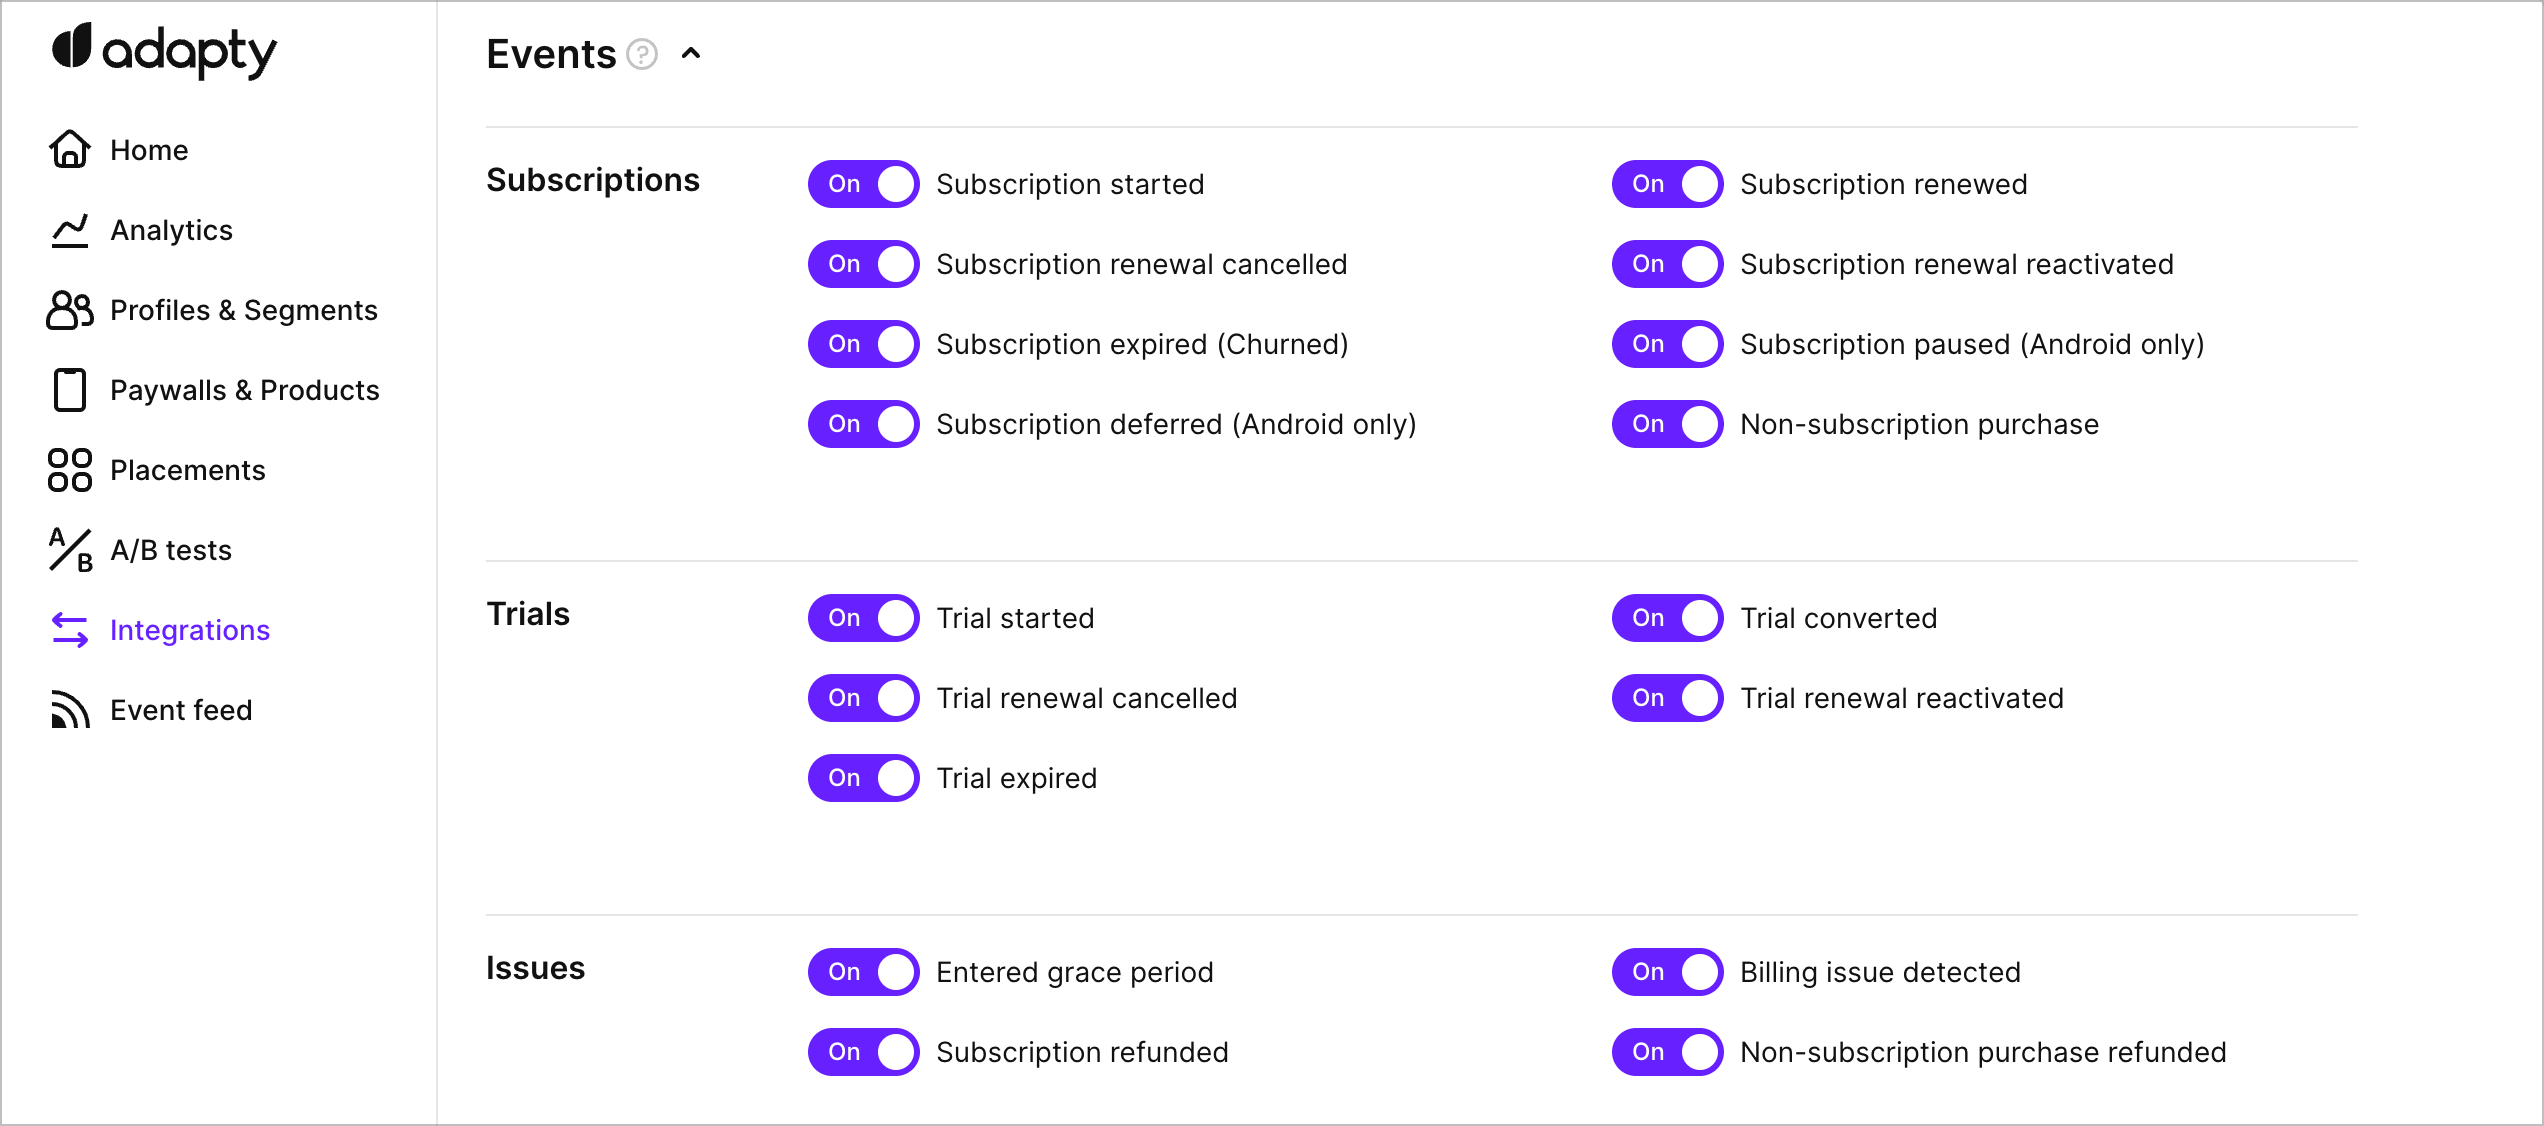 adapty
Home
Analytics
Profiles & Segments
Paywalls & Products
Placements
A/B tests
Integrations
Event feed
Events ?
Subscriptions
On Subscription started
On Subscription renewed
On Subscription renewal cancelled
On Subscription renewal reactivated
On Subscription expired (Churned)
On Subscription paused (Android only)
On Subscription deferred (Android only)
On Non-subscription purchase
Trials
On Trial started
On Trial converted
On Trial renewal cancelled
On Trial renewal reactivated
On Trial expired
Issues
On Entered grace period
On Billing issue detected
On Subscription refunded
On Non-subscription purchase refunded